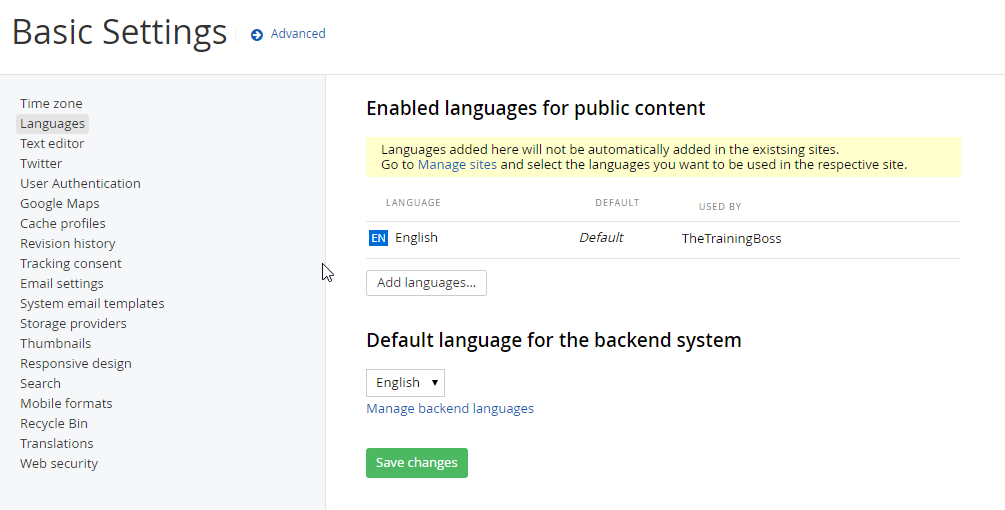 Basic Settings
Advanced
Time zone
Languages
Text editor
Twitter
User Authentication
Google Maps
Cache profiles
Revision history
Tracking consent
Email settings
System email templates
Storage providers
Thumbnails
Responsive design
Search
Mobile formats
Recycle Bin
Translations
Web security
Enabled languages for public content
Languages added here will not be automatically added in the existsing sites.
Go to Manage sites and select the languages you want to be used in the respective site.
LANGUAGE DEFAULT USED BY
EN English Default TheTrainingBoss
Add languages...
Default language for the backend system
English
Manage backend languages
Save changes